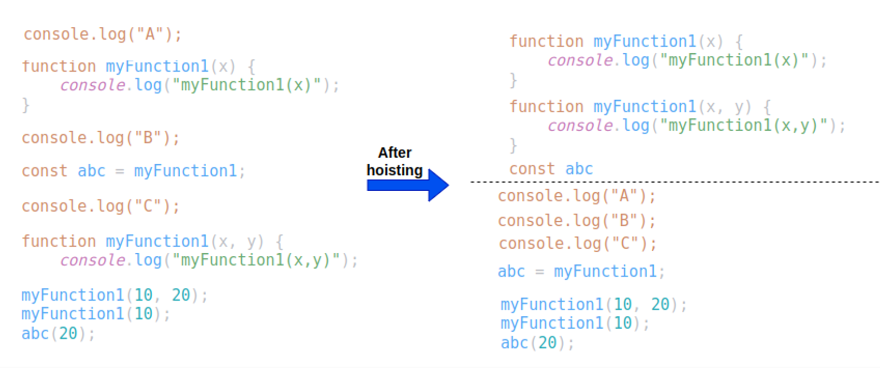 console.log("A");
function myFunction1(x) {
console.log("myFunction1(x)");
}
console.log("B");
const abc = myFunction1;
console.log("C");
function myFunction1(x, y) {
console.log("myFunction1(x,y)");
myFunction1(10, 20);
myFunction1(10);
abc(20);
After
hoisting
function myFunction1(x) {
console.log("myFunction1(x)");
}
function myFunction1(x, y) {
console.log("myFunction1(x,y)");
}
const abc
console.log("A");
console.log("B");
console.log("C");
abc = myFunction1;
myFunction1(10, 20);
myFunction1(10);
abc(20);